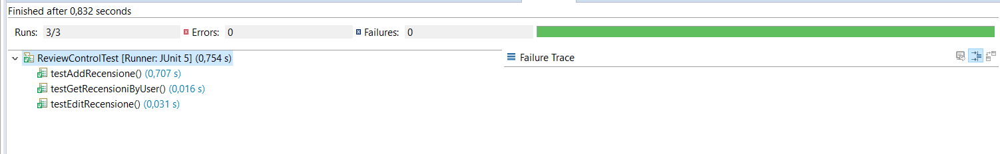 Finished after 0,832 seconds
Runs: 3/3 Errors: 0 Failures: 0
ReviewControlTest [Runner: JUnit 5] (0,754 s)
Failure Trace
testAddRecensione() (0,707 s)
testGetRecensioniByUser() (0,016 s)
testEditRecensione() (0,031 s)